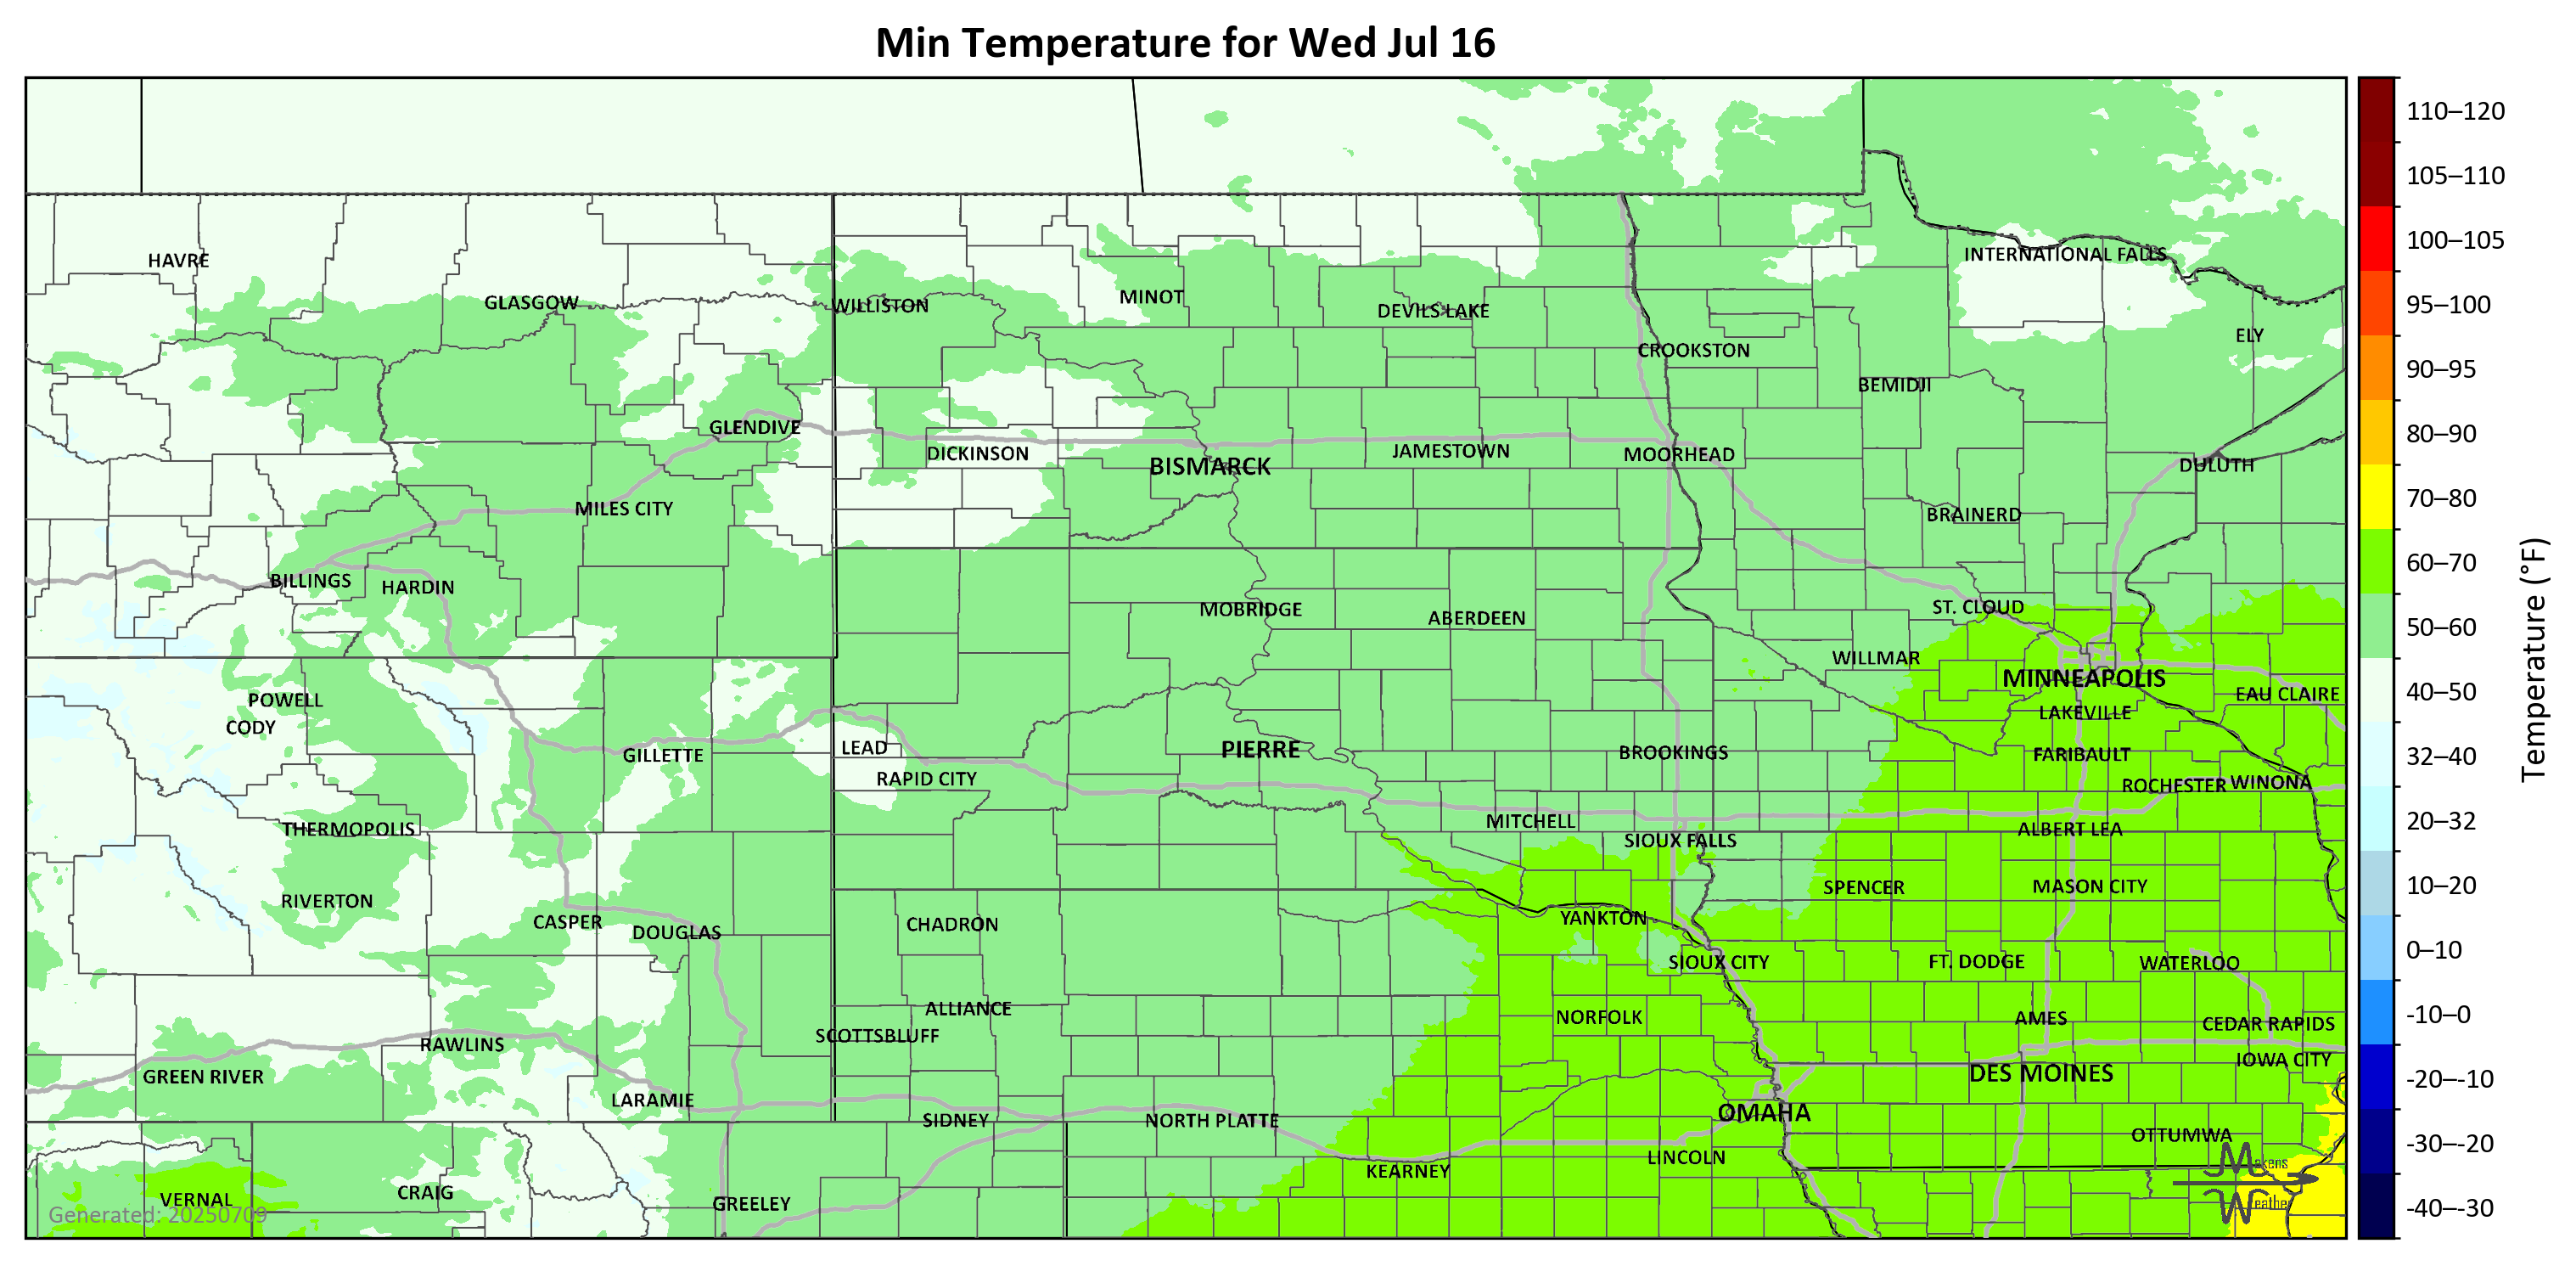 Min Temperature for Wed Jul 16
HAVRE
INTERNATIONAL FALLS
GLASGOW
WILLISTON
MINOT
DEVILS LAKE
ELY
CROOKSTON
BEMIDJI
GLENDIVE
DICKINSON
BISMARCK
JAMESTOWN
MOORHEAD
DULUTH
MILES CITY
BRAINERD
BILLINGS
HARDIN
MOBRIDGE
ABERDEEN
ST. CLOUD
WILLMAR
MINNEAPOLIS
EAU CLAIRE
POWELL
CODY
LAKEVILLE
GILLETTE
LEAD
PIERRE
BROOKINGS
FARIBAULT
RAPID CITY
ROCHESTER
WINONA
THERMOPOLIS
MITCHELL
SIOUX FALLS
ALBERT LEA
RIVERTON
SPENCER
MASON CITY
CASPER
DOUGLAS
CHADRON
YANKTON
SIOUX CITY
FT. DODGE
WATERLOO
ALLIANCE
NORFOLK
AMES
CEDAR RAPIDS
SCOTTSBLUFF
RAWLINS
IOWA CITY
GREEN RIVER
DES MOINES
LARAMIE
SIDNEY
NORTH PLATTE
OMAHA
OTTUMWA
KEARNEY
LINCOLN
VERNAL
CRAIG
GREELEY
Makens
Weather
Generated: 20250709
110–120
105–110
100–105
95–100
90–95
80–90
70–80
60–70
50–60
40–50
32–40
20–32
10–20
0–10
-10–0
-20–-10
-30–-20
-40–-30
Temperature (°F)